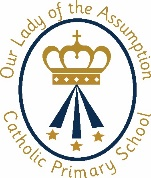 Our Lady of the Assumption
Catholic Primary School